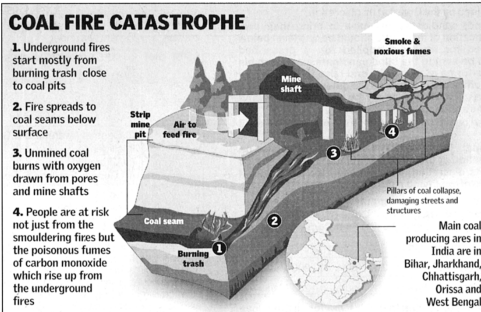 COAL FIRE CATASTROPHE
1. Underground fires
start mostly from
burning trash close
to coal pits
2. Fire spreads to
coal seams below
surface
3. Unmined coal
burns with oxygen
drawn from pores
and mine shafts
4. People are at risk
not just from the
smouldering fires but
the poisonous fumes
of carbon monoxide
which rise up from
the underground
fires
Smoke &
noxious fumes
Mine
shaft
Strip
mine
pit
Air to
feed fire
4
3
Pillars of coal collapse,
damaging streets and
structures
Coal seam
2
1
Burning
trash
Main coal
producing ares in
India are in
Bihar, Jharkhand,
Chhattisgarh,
Orissa and
West Bengal